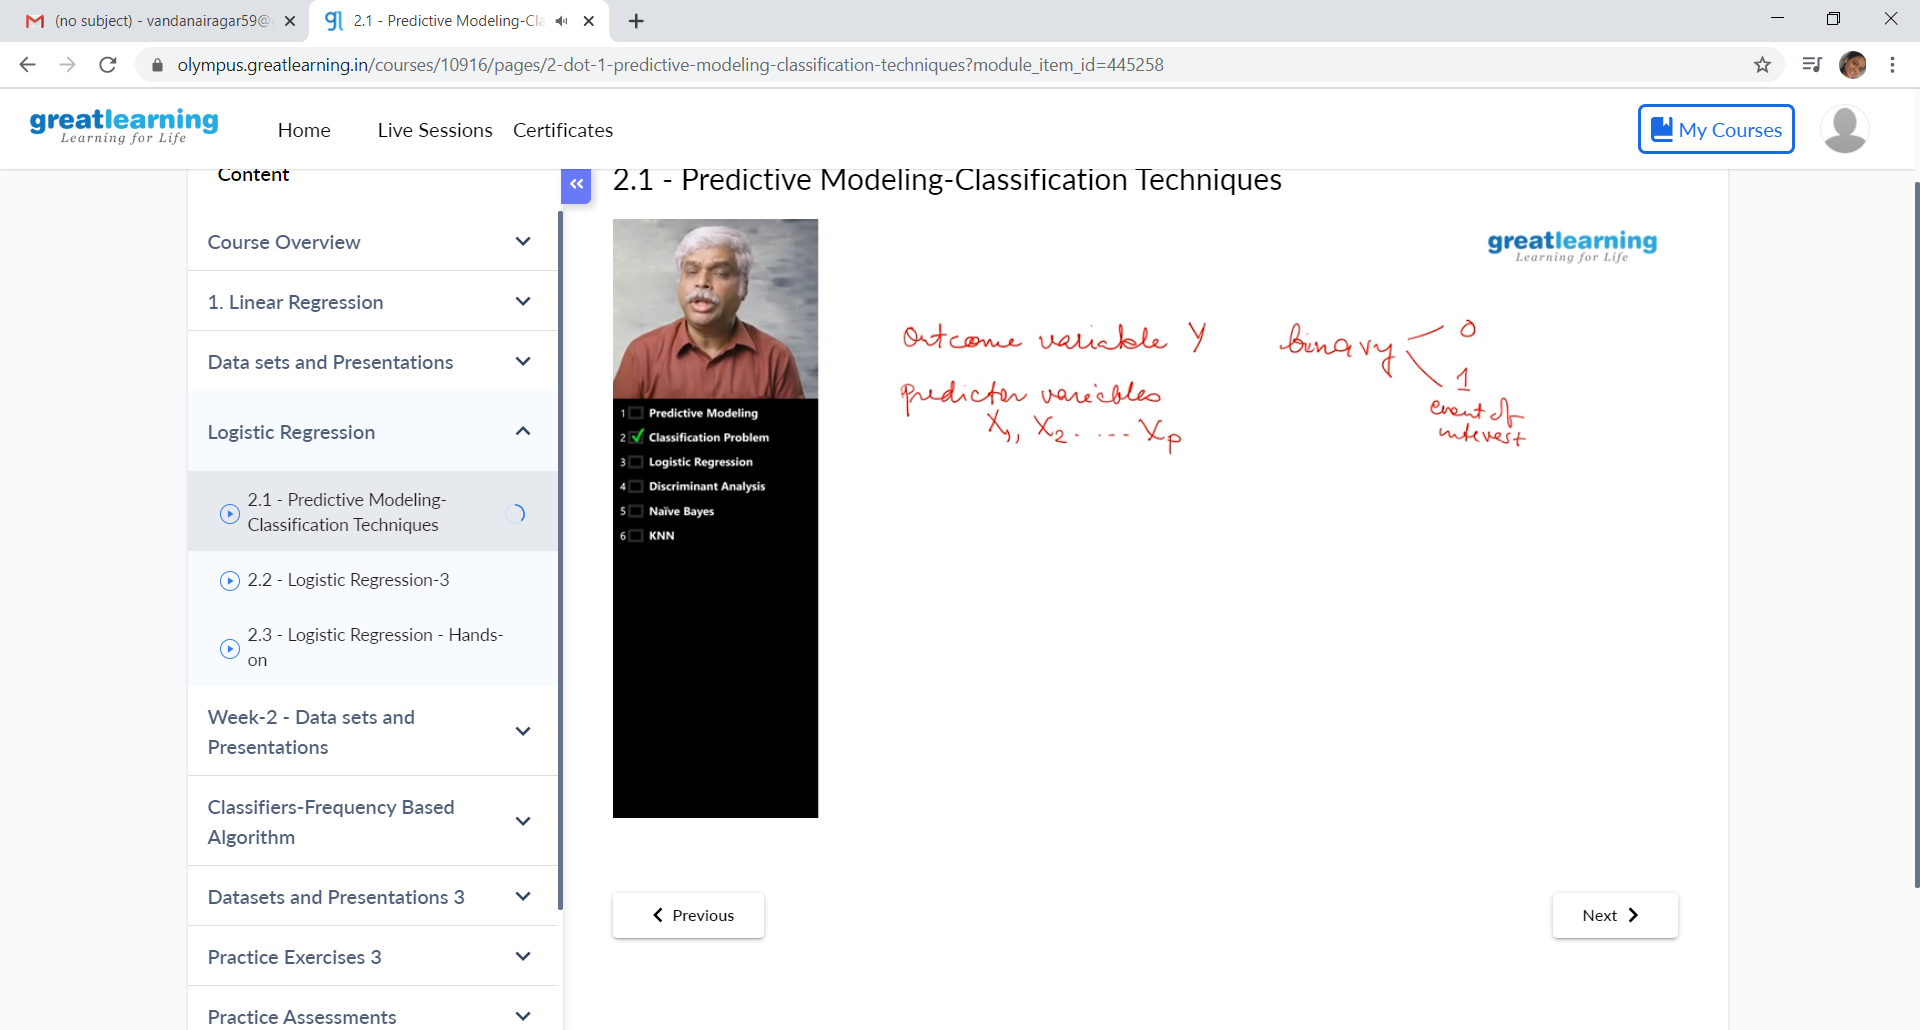 (no subject) - vandanairagar59@
2.1 - Predictive Modeling-Cla
olympus.greatlearning.in/courses/10916/pages/2-dot-1-predictive-modeling-classification-techniques?module_item_id=445258
greatlearning
Learning for Life
Home Live Sessions Certificates
My Courses
Content
Course Overview
1. Linear Regression
Data sets and Presentations
Logistic Regression
2.1 - Predictive Modeling-
Classification Techniques
2.2 - Logistic Regression-3
2.3 - Logistic Regression - Hands-
on
Week-2 - Data sets and
Presentations
Classifiers-Frequency Based
Algorithm
Datasets and Presentations 3
Practice Exercises 3
Practice Assessments
2.1 - Predictive Modeling-Classification Techniques
greatlearning
Learning for Life
1 Predictive Modeling
2 Classification Problem
3 Logistic Regression
4 Discriminant Analysis
5 Naïve Bayes
6 KNN
outcome variable Y binary 0
1
event of
interest
predictor variables
X1, X2. .... Xp
Previous
Next